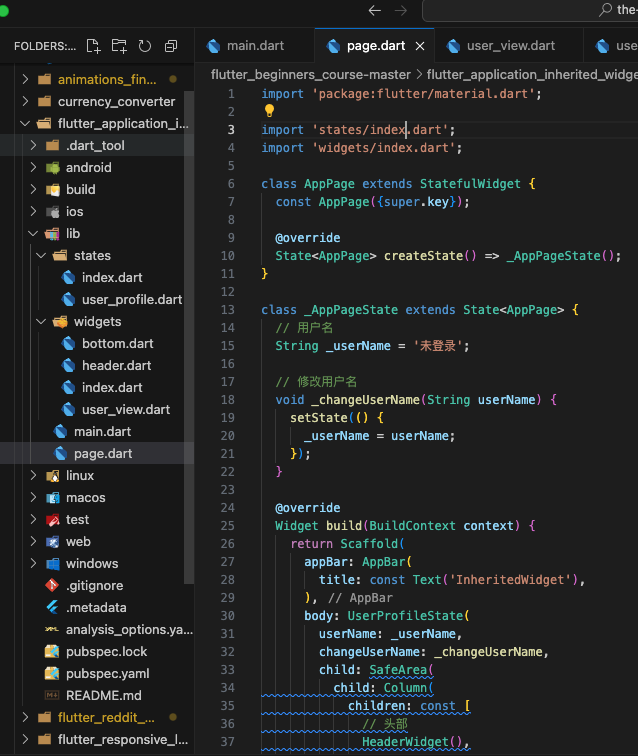 the-
FOLDERS:...
main.dart
page.dart
user_view.dart
use
flutter_beginners_course-master > flutter_application_inherited_widge
animations_fin...
currency_converter
flutter_application_i...
.dart_tool
android
build
ios
lib
states
index.dart
user_profile.dart
widgets
bottom.dart
header.dart
index.dart
user_view.dart
main.dart
page.dart
linux
macos
test
web
windows
.gitignore
.metadata
analysis_options.ya...
pubspec.lock
pubspec.yaml
README.md
flutter_reddit_...
flutter_responsive_l...
1 import 'package:flutter/material.dart';
2
3 import 'states/index.dart';
4 import 'widgets/index.dart';
5
6 class AppPage extends StatefulWidget {
7 const AppPage({super.key});
8
9 @override
10 State<AppPage> createState() => _AppPageState();
11 }
12
13 class _AppPageState extends State<AppPage> {
14 // 用户名
15 String _userName = '未登录';
16
17 // 修改用户名
18 void _changeUserName(String userName) {
19 setState(() {
20 _userName = userName;
21 });
22 }
23
24 @override
25 Widget build(BuildContext context) {
26 return Scaffold(
27 appBar: AppBar(
28 title: const Text('InheritedWidget'),
29 ), // AppBar
30 body: UserProfileState(
31 userName: _userName,
32 changeUserName: _changeUserName,
33 child: SafeArea(
34 child: Column(
35 children: const [
36 // 头部
37 HeaderWidget(),